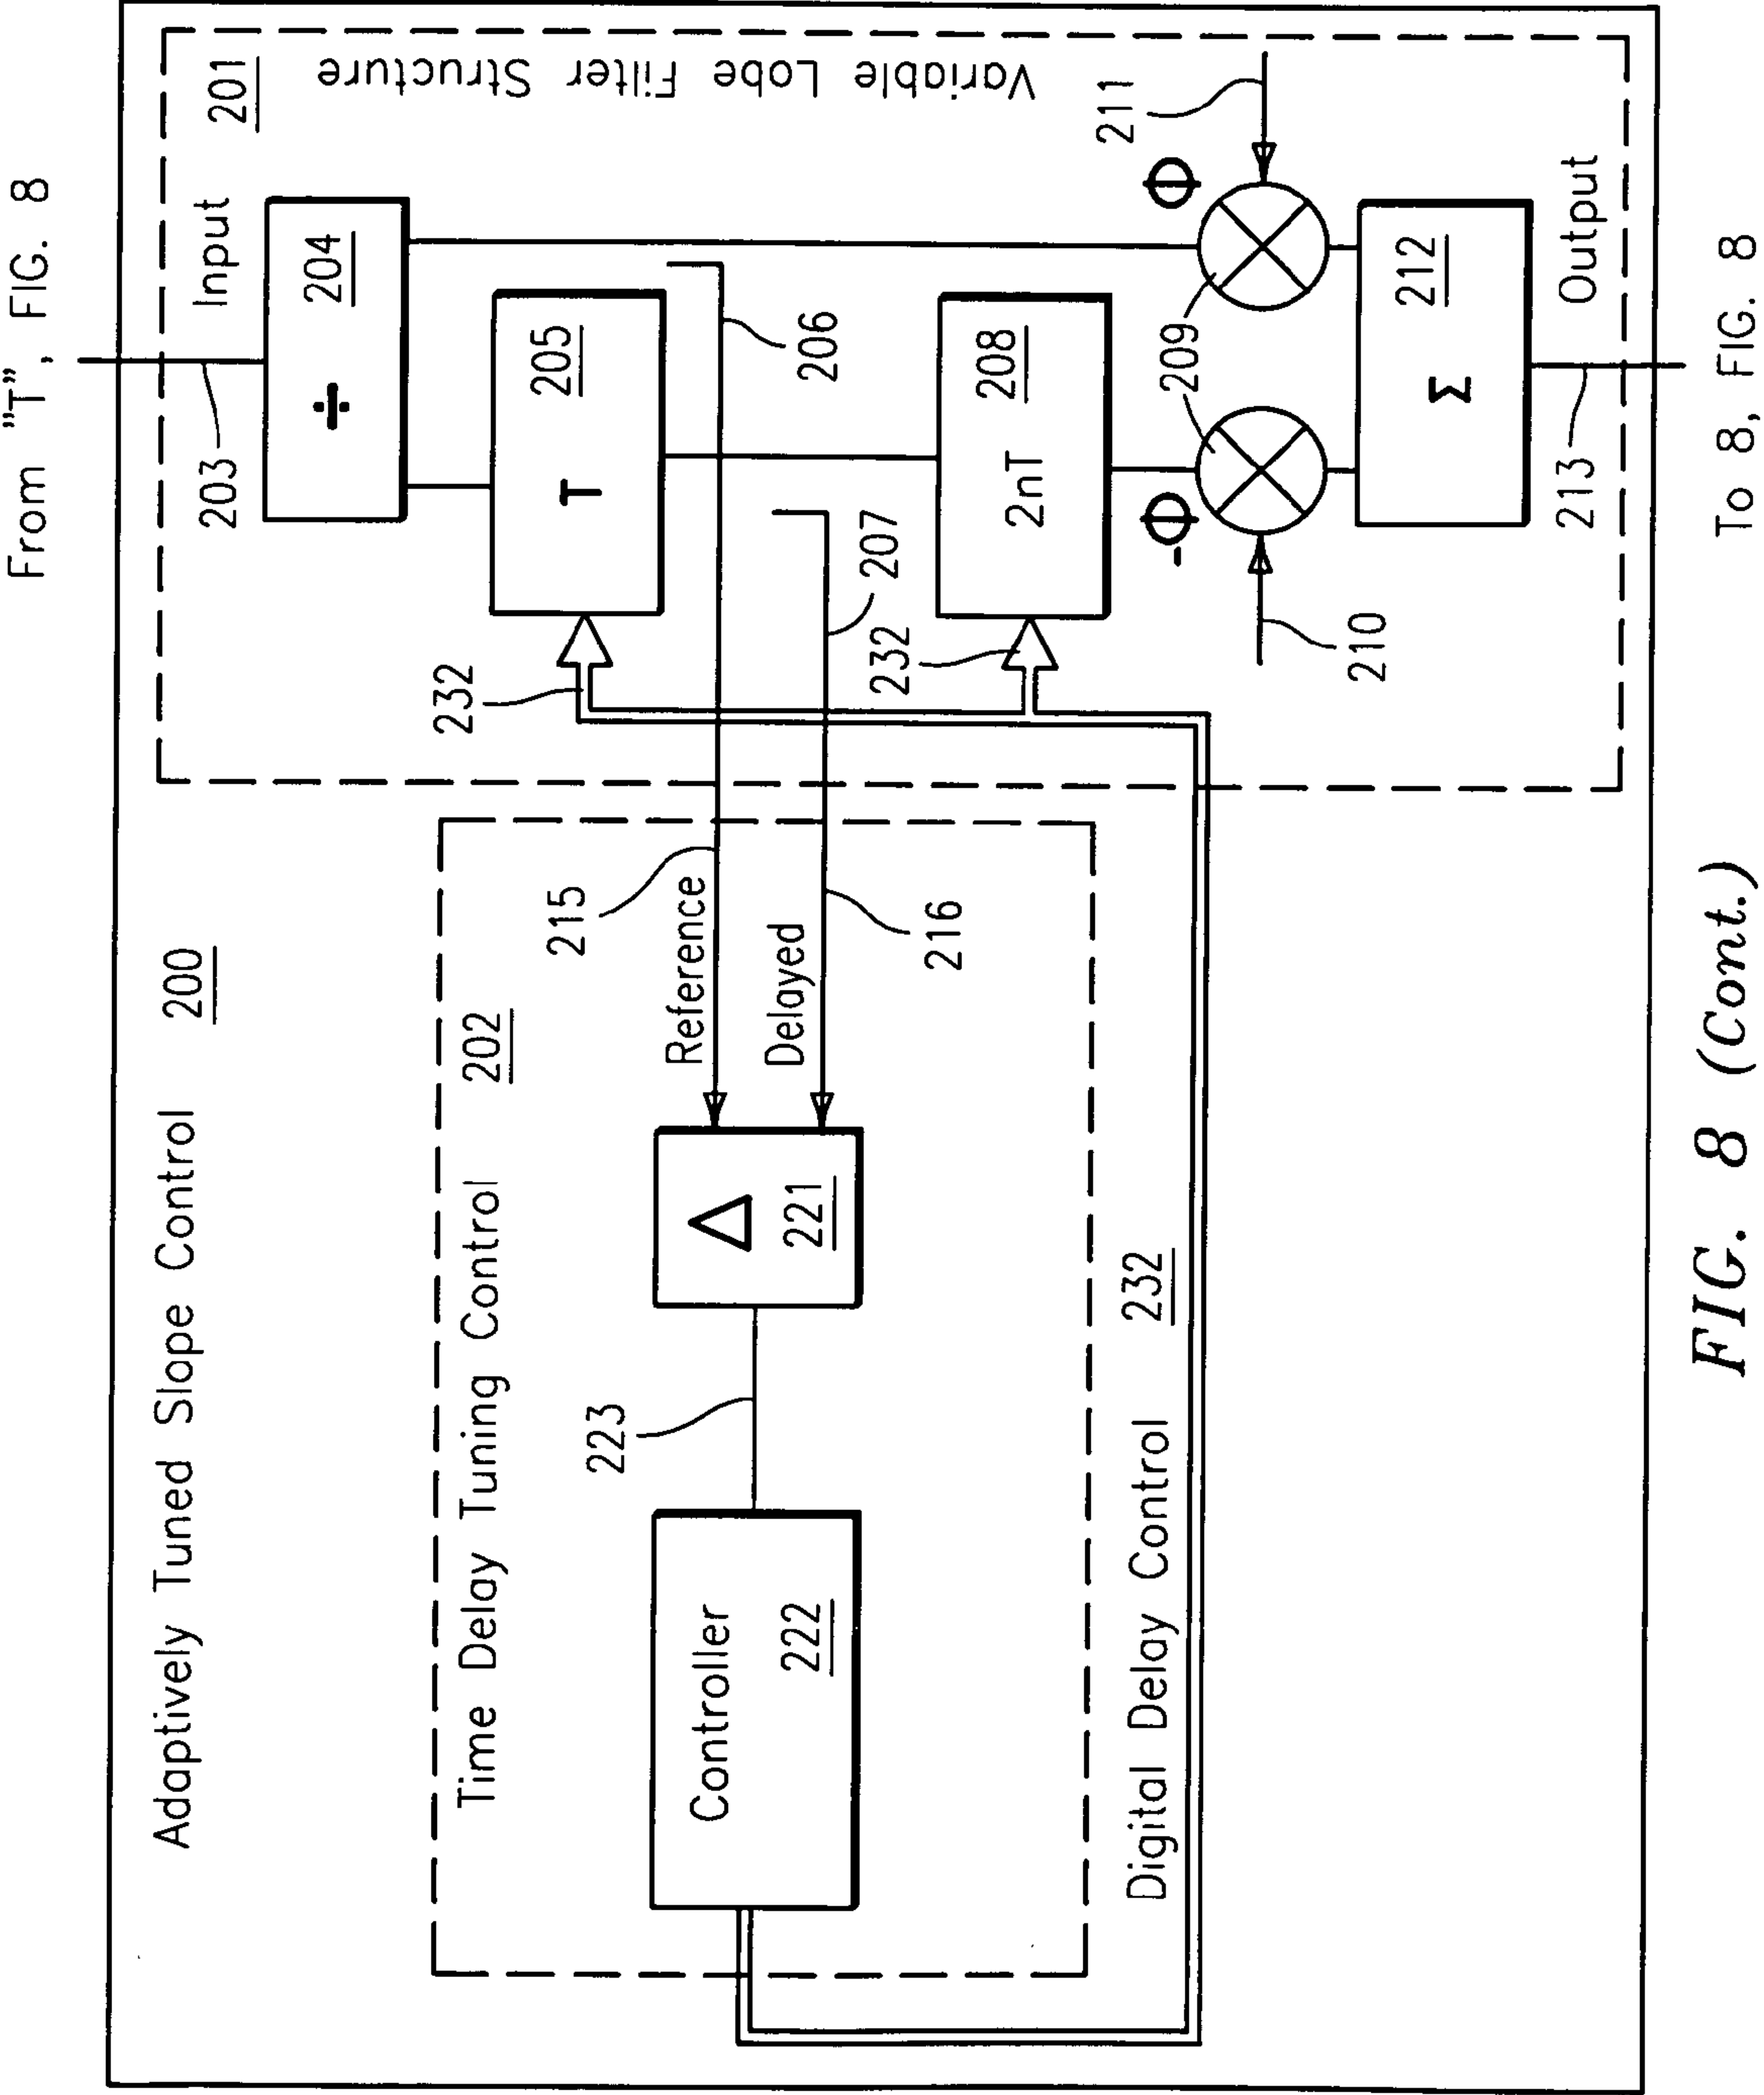 From "T", FIG. 8
Adaptively Tuned Slope Control 200
201
Variable Lobe Filter Structure
Input
203
÷ 204
T 205
232
206
207
232
2nT 208
209
-Φ
Φ
210
211
Σ 212
Output
213
Time Delay Tuning Control 202
215
Reference
Delayed
216
Δ 221
223
Controller 222
Digital Delay Control 232
To 8, FIG. 8
FIG. 8 (Cont.)